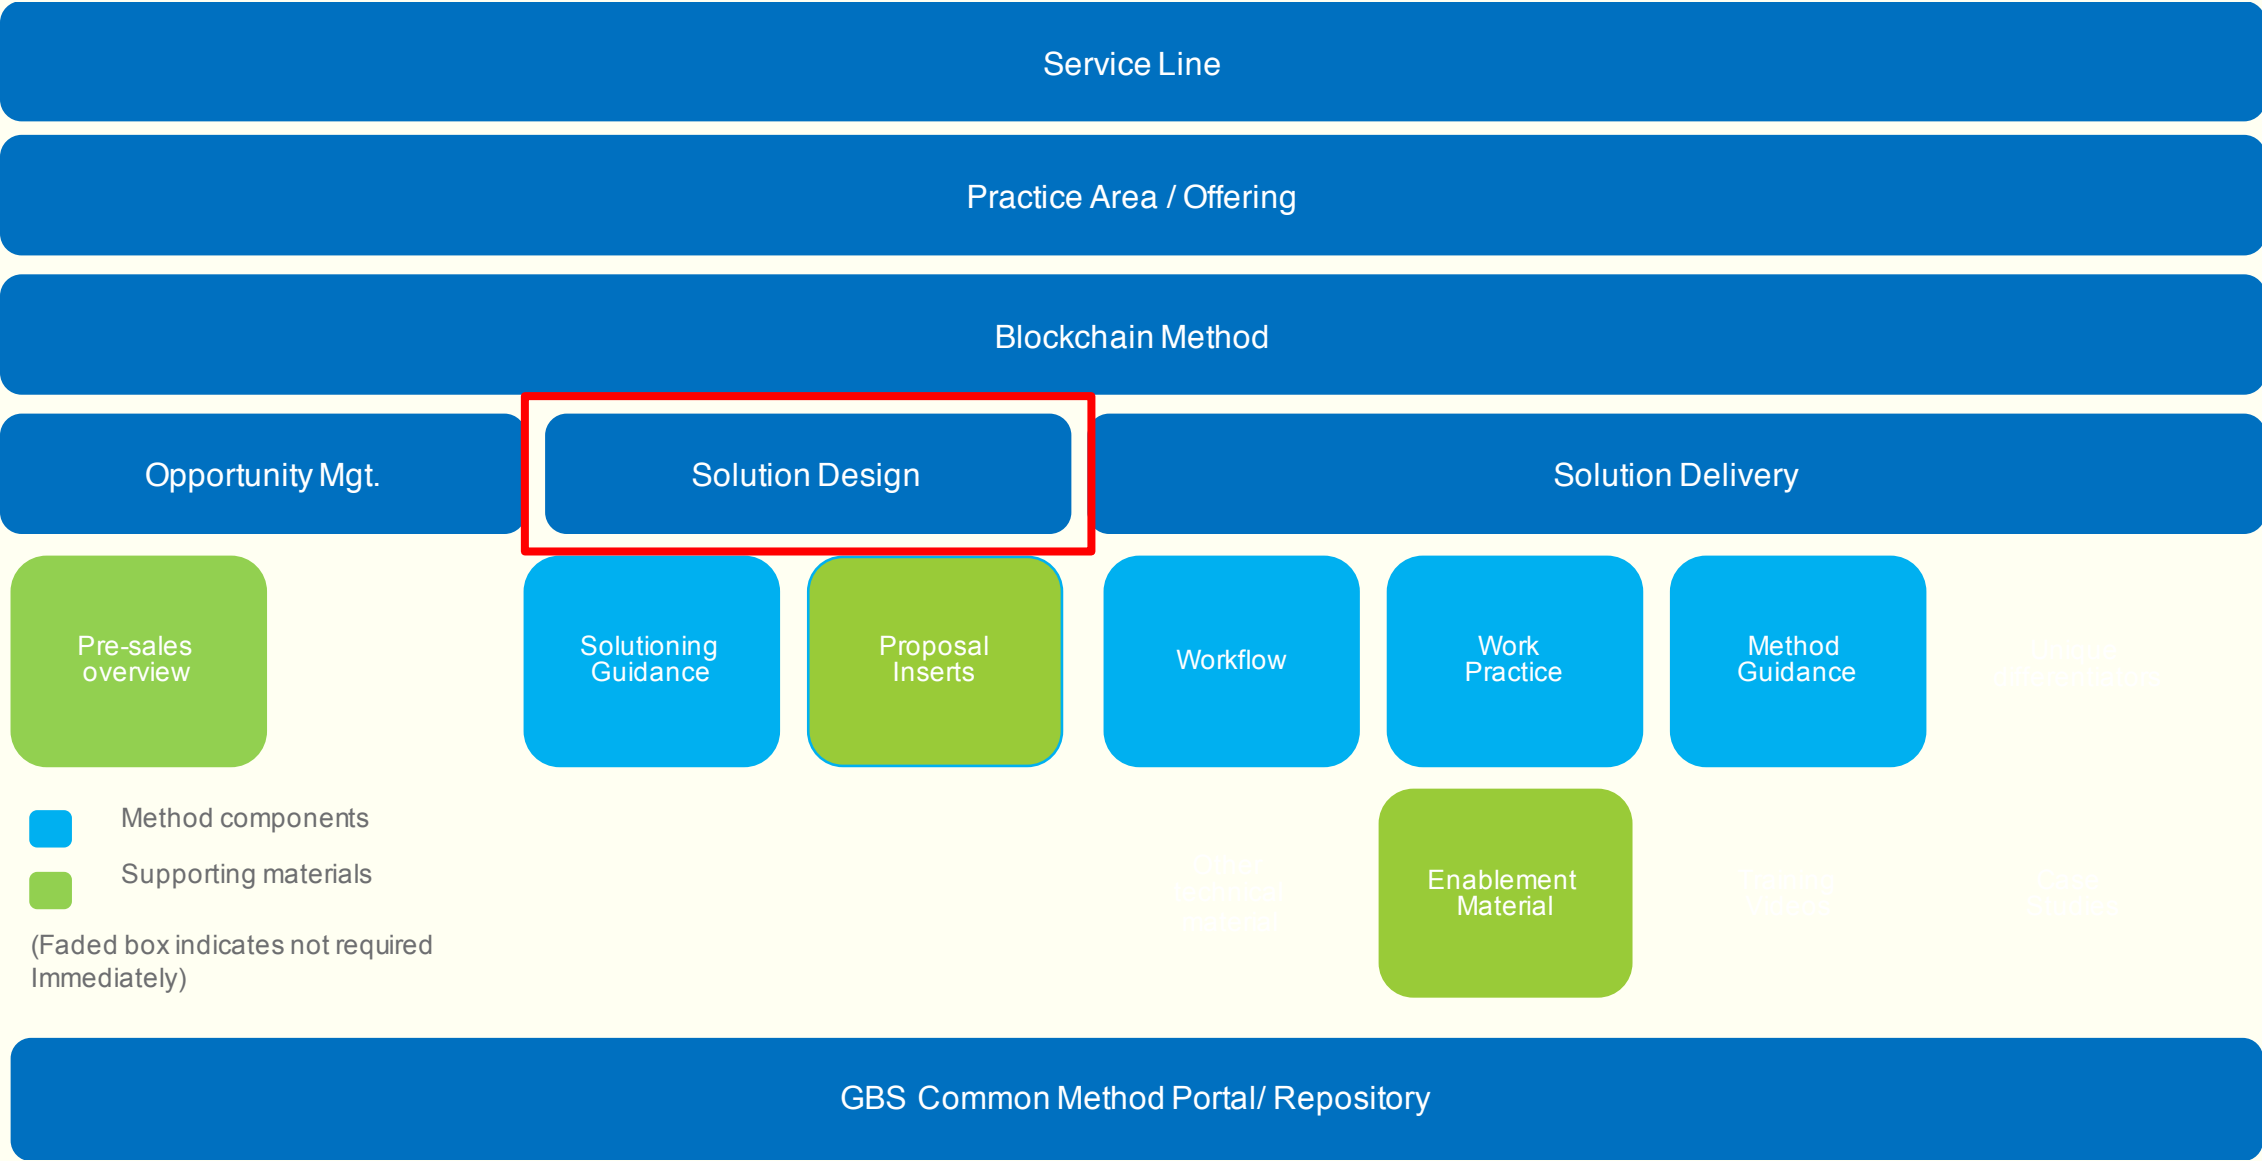 Service Line
Practice Area / Offering
Blockchain Method
Opportunity Mgt.
Solution Design
Solution Delivery
Pre-sales
overview
Solutioning
Guidance
Proposal
Inserts
Workflow
Work
Practice
Method
Guidance
Method components
Supporting materials
(Faded box indicates not required
Immediately)
Enablement
Material
GBS Common Method Portal/ Repository